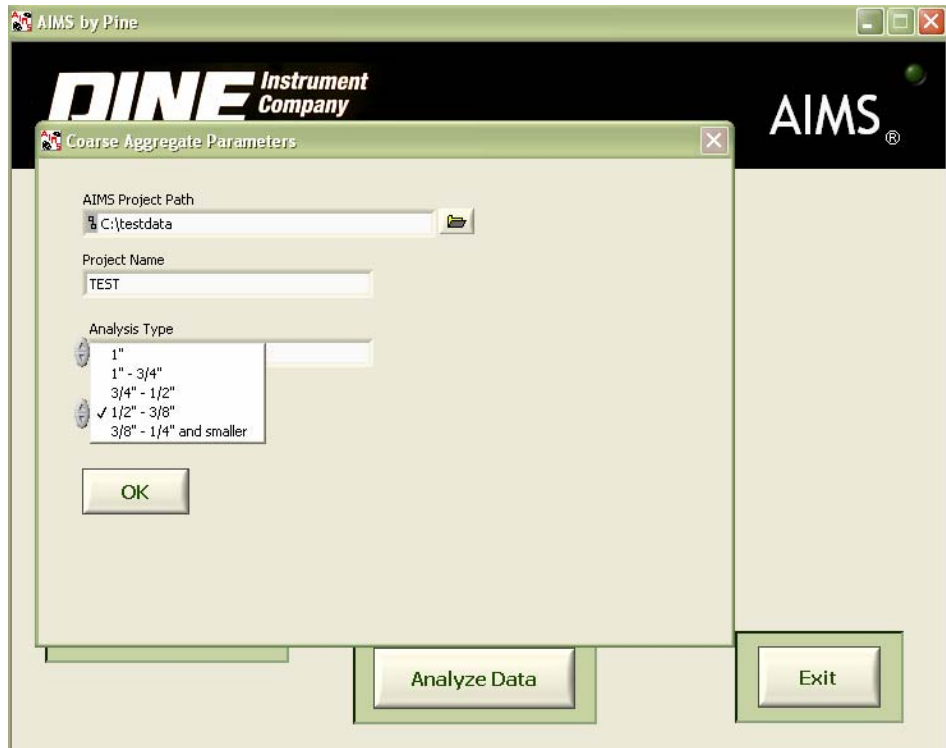 AIMS by Pine
PINE Instrument
Company
AIMS®
Coarse Aggregate Parameters
AIMS Project Path
C:\testdata
Project Name
TEST
Analysis Type
1"
1" - 3/4"
3/4" - 1/2"
✓ 1/2" - 3/8"
3/8" - 1/4" and smaller
OK
Analyze Data
Exit